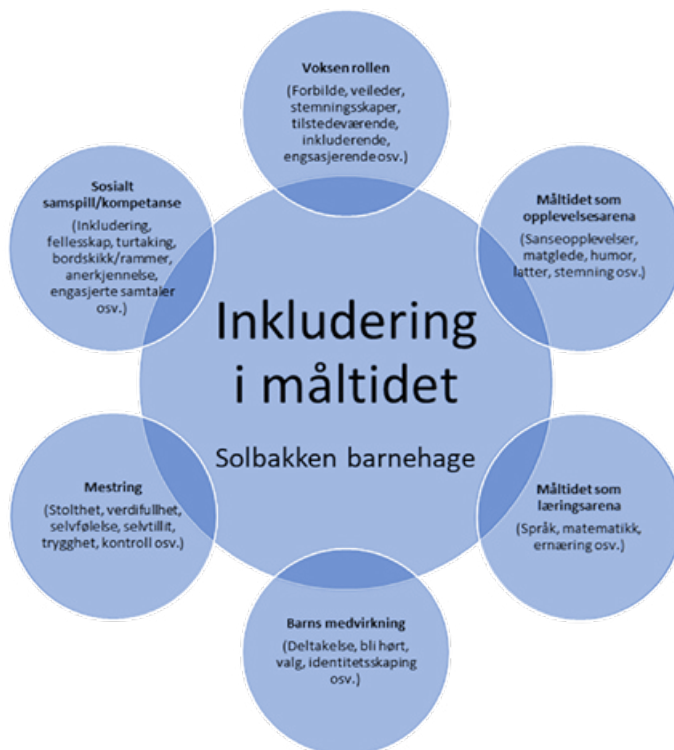 Voksen rollen
(Forbilde, veileder,
stemningsskaper,
tilstedeværende,
inkluderende,
engsasjerende osv.)
Måltidet som
opplevelsesarena
(Sanseopplevelser,
matglede, humor,
latter, stemning osv.)
Måltidet som
læringsarena
(Språk, matematikk,
ernæring osv.)
Barns medvirkning
(Deltakelse, bli hørt,
valg, identitetsskaping
osv.)
Mestring
(Stolthet, verdifullhet,
selvfølelse, selvtillit,
trygghet, kontroll osv.)
Sosialt
samspill/kompetanse
(Inkludering,
fellesskap, turtaking,
bordskikk/rammer,
anerkjennelse,
engasjerte samtaler
osv.)
Inkludering
i måltidet
Solbakken barnehage